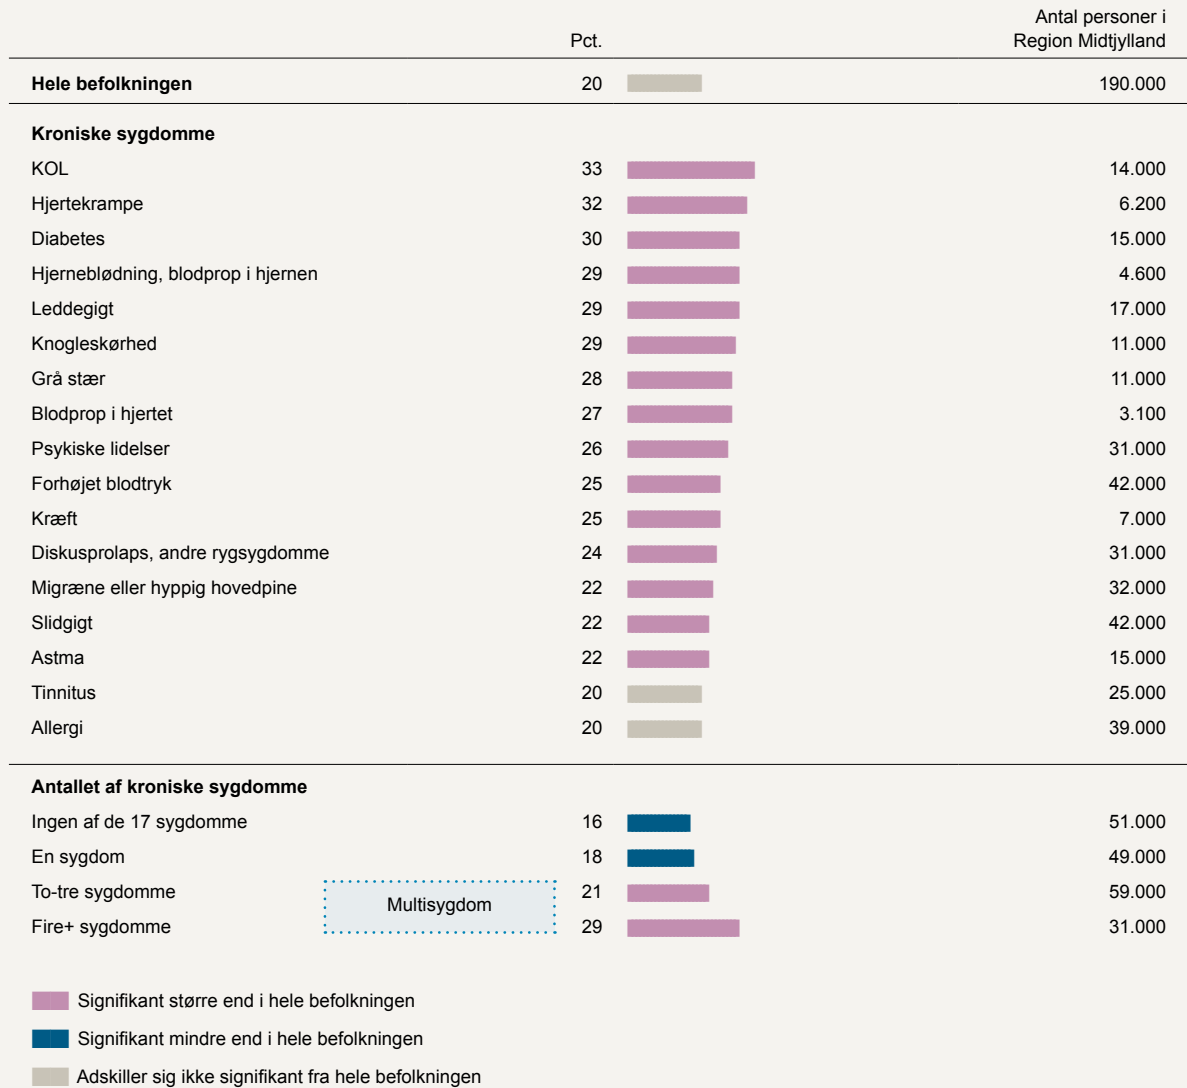 Antal personer i
Pct. Region Midtjylland
Hele befolkningen 20 190.000
Kroniske sygdomme
KOL 33 14.000
Hjertekrampe 32 6.200
Diabetes 30 15.000
Hjerneblødning, blodprop i hjernen 29 4.600
Leddegigt 29 17.000
Knogleskørhed 29 11.000
Grå stær 28 11.000
Blodprop i hjertet 27 3.100
Psykiske lidelser 26 31.000
Forhøjet blodtryk 25 42.000
Kræft 25 7.000
Diskusprolaps, andre rygsygdomme 24 31.000
Migræne eller hyppig hovedpine 22 32.000
Slidgigt 22 42.000
Astma 22 15.000
Tinnitus 20 25.000
Allergi 20 39.000
Antallet af kroniske sygdomme
Ingen af de 17 sygdomme 16 51.000
En sygdom 18 49.000
To-tre sygdomme 21 59.000
Multisygdom
Fire+ sygdomme 29 31.000
Signifikant større end i hele befolkningen
Signifikant mindre end i hele befolkningen
Adskiller sig ikke signifikant fra hele befolkningen